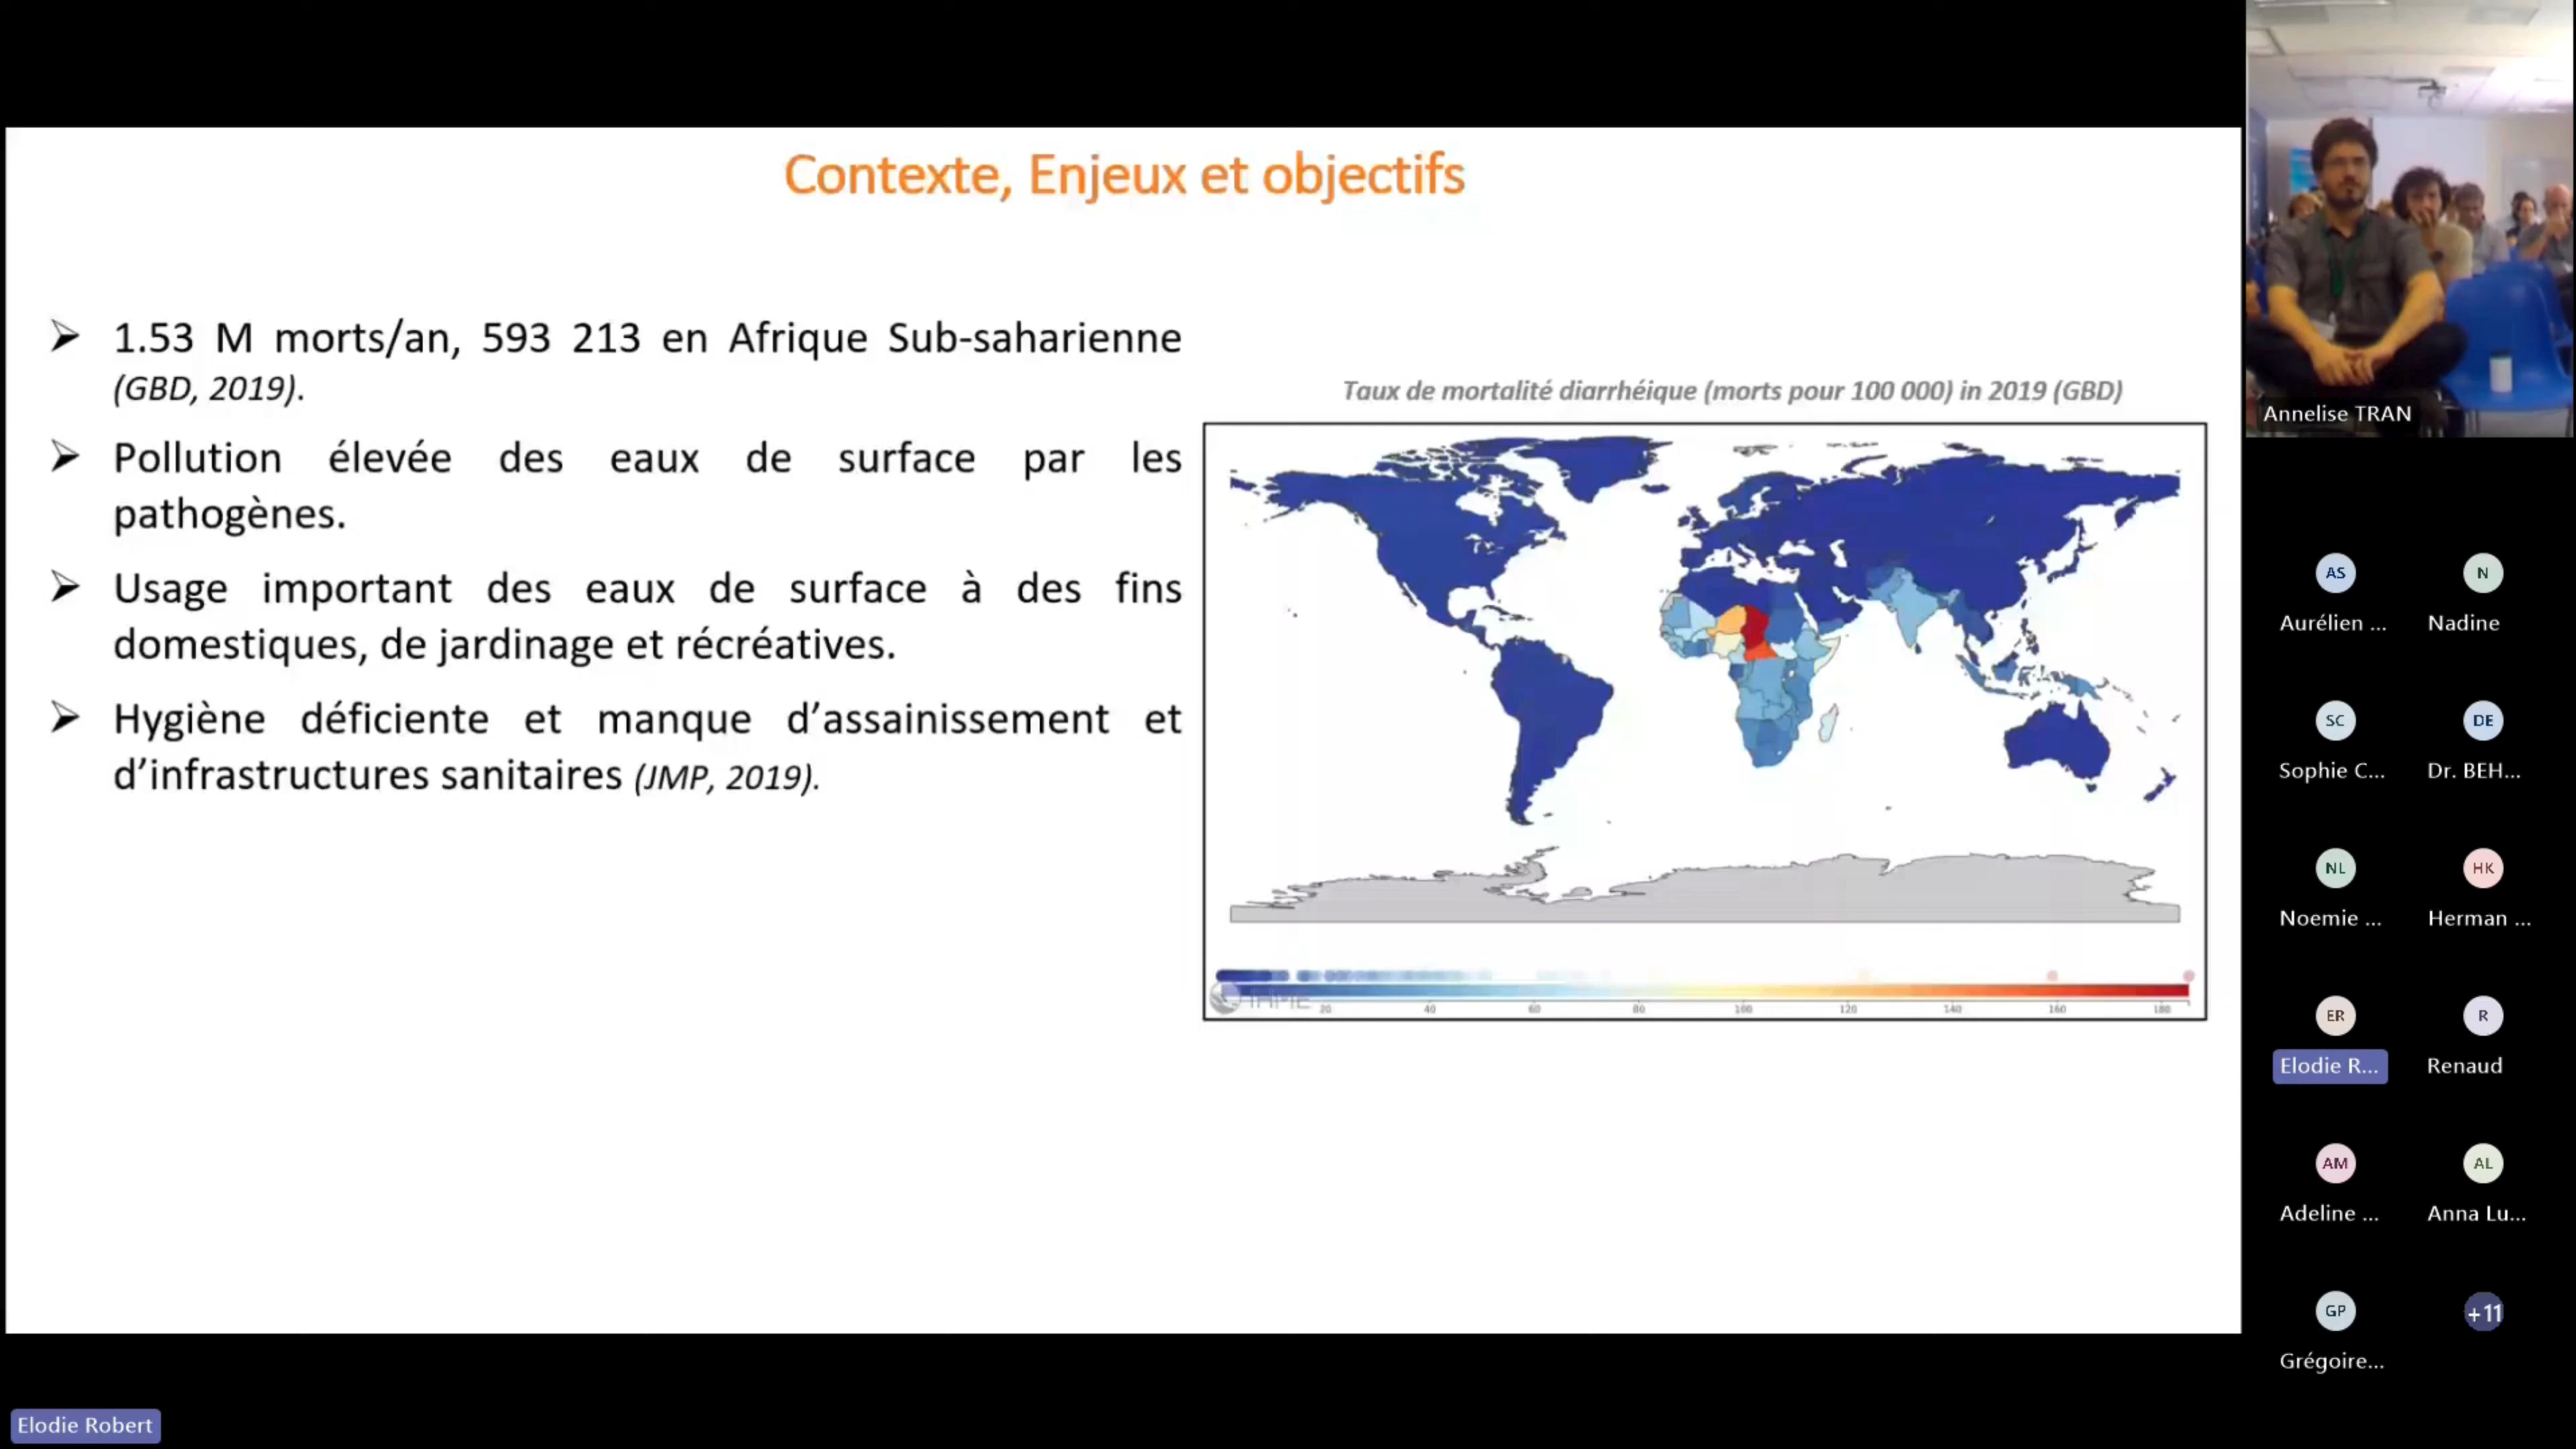 Contexte, Enjeux et objectifs
1.53 M morts/an, 593 213 en Afrique Sub-saharienne
(GBD, 2019).
Pollution élevée des eaux de surface par les
pathogènes.
Usage important des eaux de surface à des fins
domestiques, de jardinage et récréatives.
Hygiène déficiente et manque d'assainissement et
d'infrastructures sanitaires (JMP, 2019).
Taux de mortalité diarrhéique (morts pour 100 000) in 2019 (GBD)
IHME
20 40 60 80 100 120 140 160 180
Annelise TRAN
AS N
Aurélien ... Nadine
SC DE
Sophie C... Dr. BEH...
NL HK
Noemie ... Herman ...
ER R
Elodie R... Renaud
AM AL
Adeline ... Anna Lu...
GP +11
Grégoire...
Elodie Robert